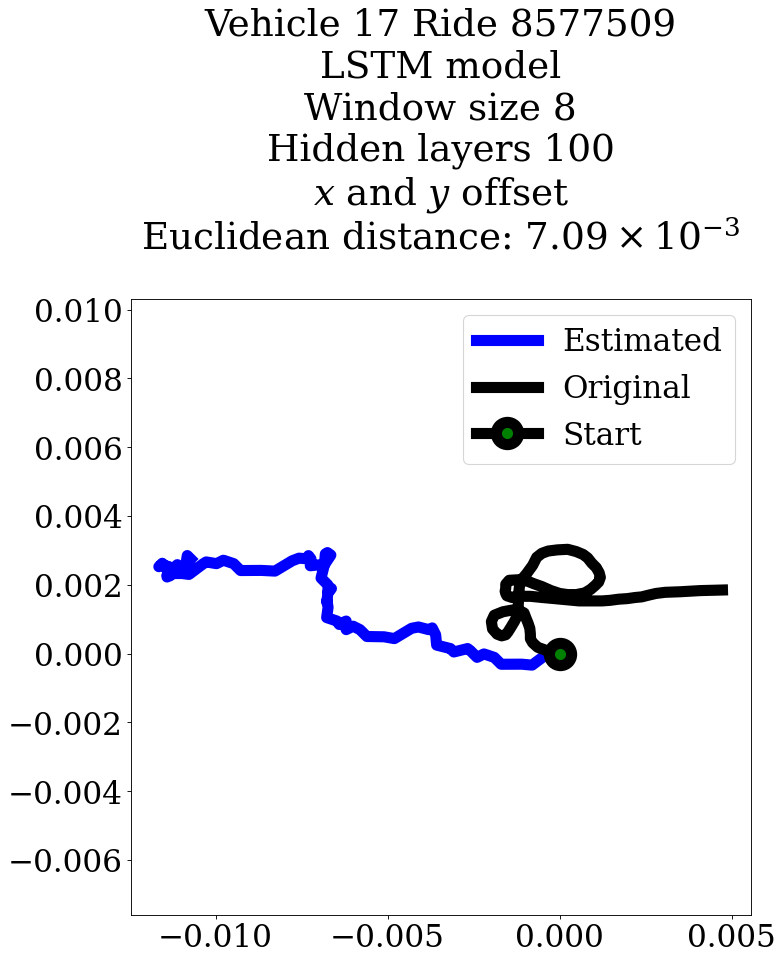 Vehicle 17 Ride 8577509
LSTM model
Window size 8
Hidden layers 100
x and y offset
Euclidean distance: 7.09 × 10⁻³
Estimated
Original
Start
0.010
0.008
0.006
0.004
0.002
0.000
−0.002
−0.004
−0.006
−0.010
−0.005
0.000
0.005